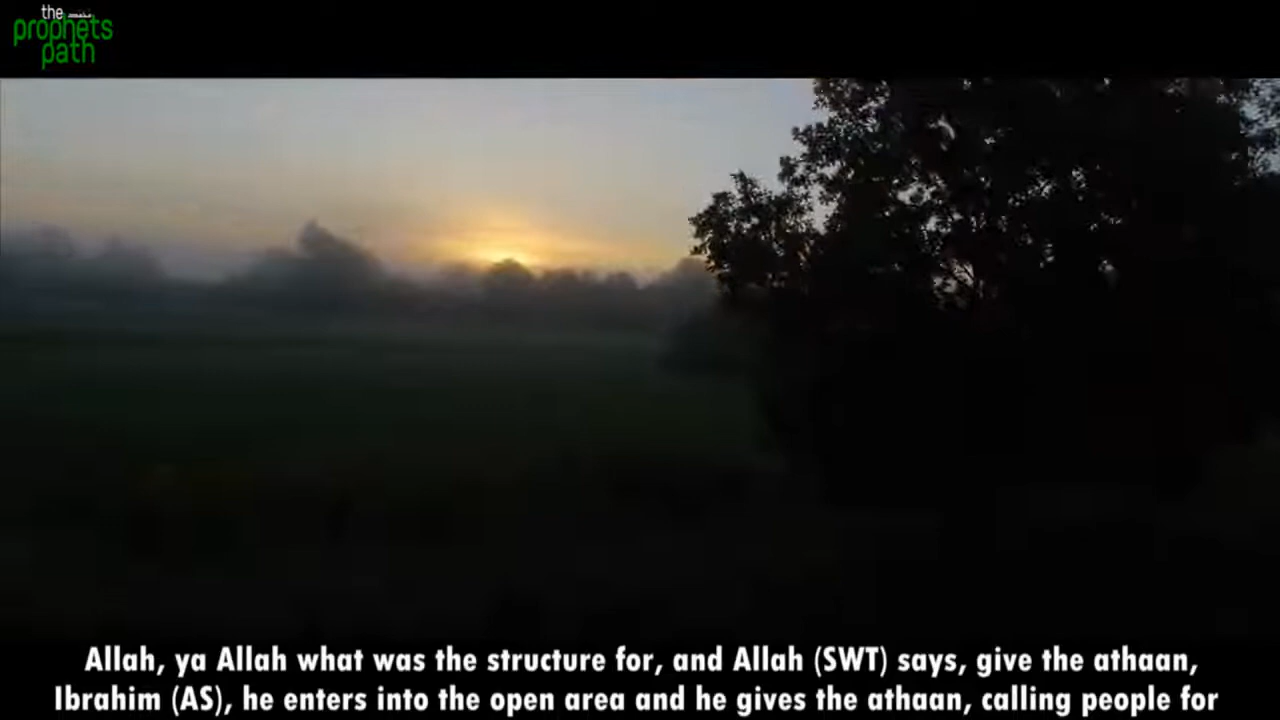 the
prophets
path
Allah, ya Allah what was the structure for, and Allah (SWT) says, give the athaan,
Ibrahim (AS), he enters into the open area and he gives the athaan, calling people for